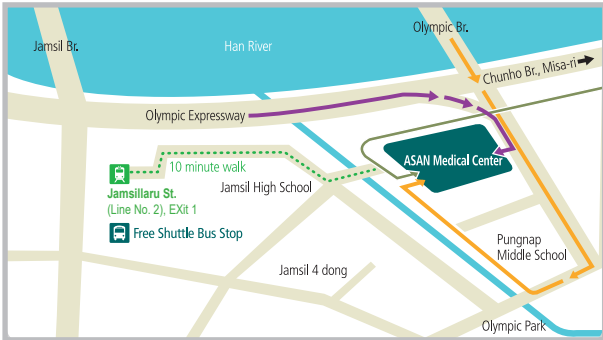 Jamsil Br.
Han River
Olympic Br.
Chunho Br., Misa-ri
Olympic Expressway
ASAN Medical Center
10 minute walk
Jamsil High School
Jamsillaru St.
(Line No. 2), EXit 1
Free Shuttle Bus Stop
Pungnap
Middle School
Jamsil 4 dong
Olympic Park